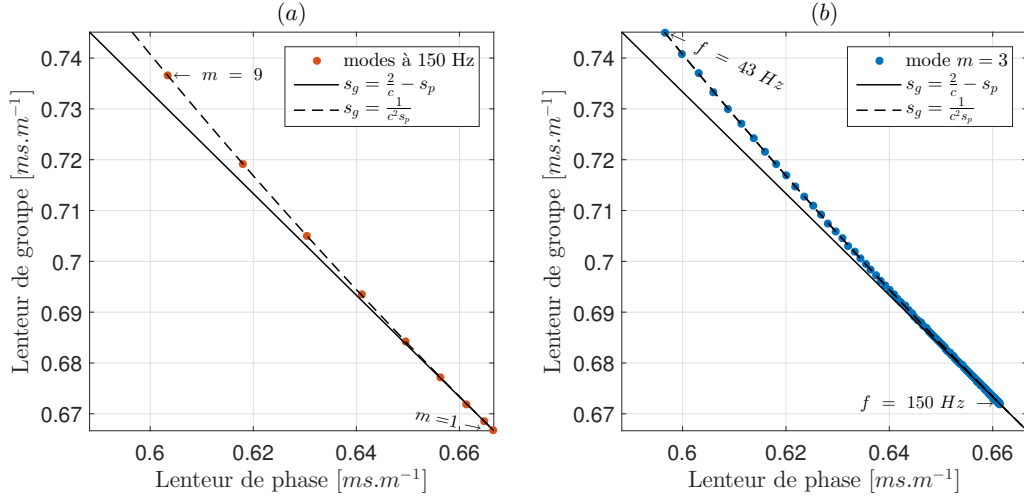 (a)
0.74
0.73
0.72
0.71
0.7
0.69
0.68
0.67
Lenteur de groupe [ms.m⁻¹]
0.6
0.62
0.64
0.66
Lenteur de phase [ms.m⁻¹]
← m = 9
m =1 →
modes à 150 Hz
s_g = 2/c − s_p
s_g = 1/(c² s_p)
(b)
0.74
0.73
0.72
0.71
0.7
0.69
0.68
0.67
Lenteur de groupe [ms.m⁻¹]
0.6
0.62
0.64
0.66
Lenteur de phase [ms.m⁻¹]
← f = 43 Hz
f = 150 Hz →
mode m = 3
s_g = 2/c − s_p
s_g = 1/(c² s_p)